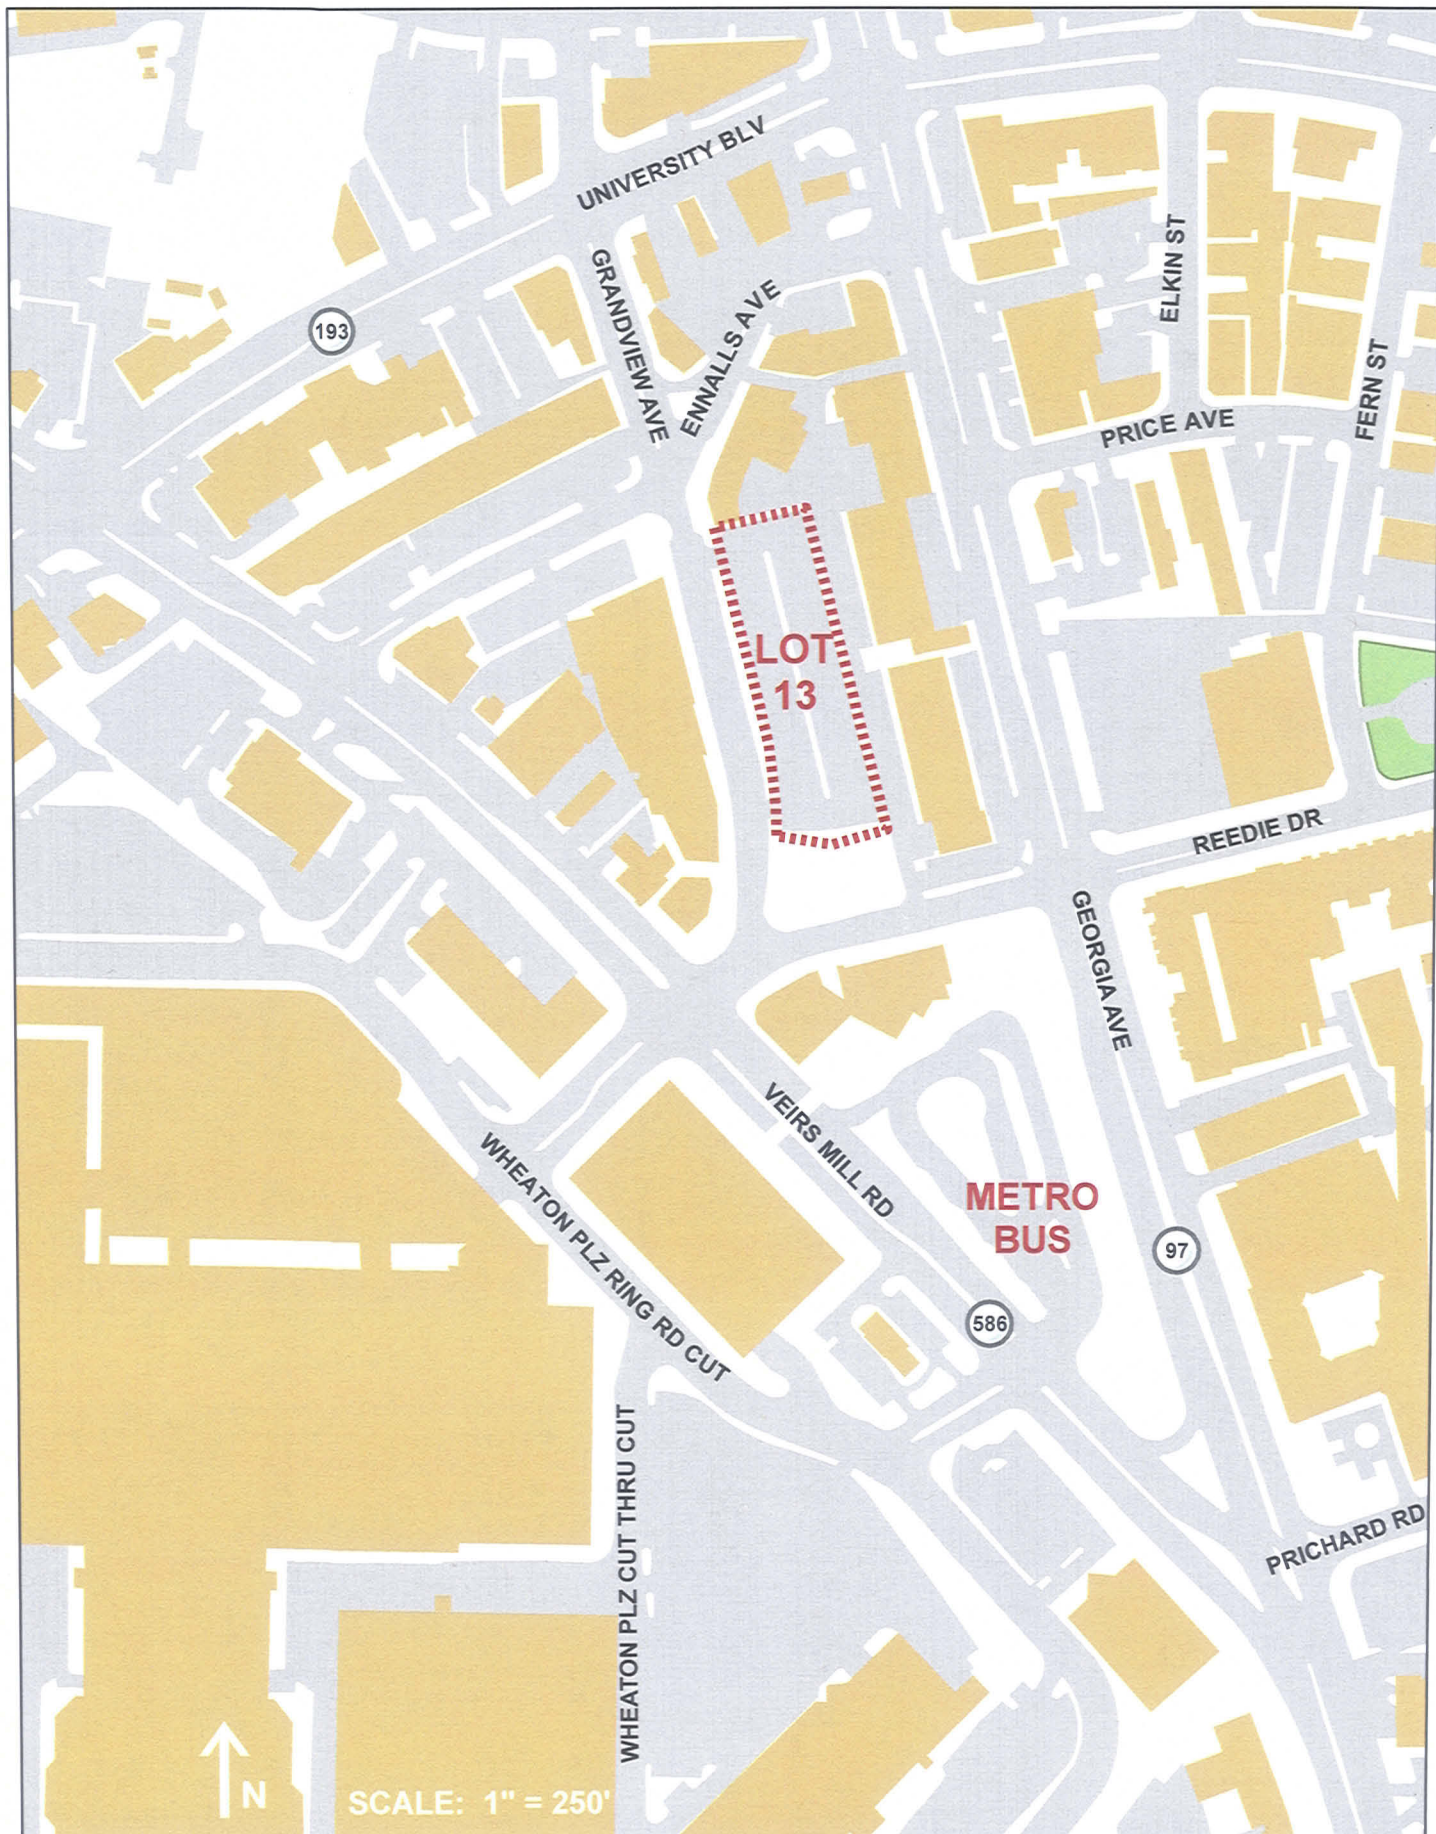 UNIVERSITY BLV
193
GRANDVIEW AVE
ENNALLS AVE
ELKIN ST
FERN ST
PRICE AVE
LOT
13
REEDIE DR
GEORGIA AVE
VEIRS MILL RD
WHEATON PLZ RING RD CUT
METRO
BUS
97
586
WHEATON PLZ CUT THRU CUT
PRICHARD RD
N
SCALE: 1" = 250'